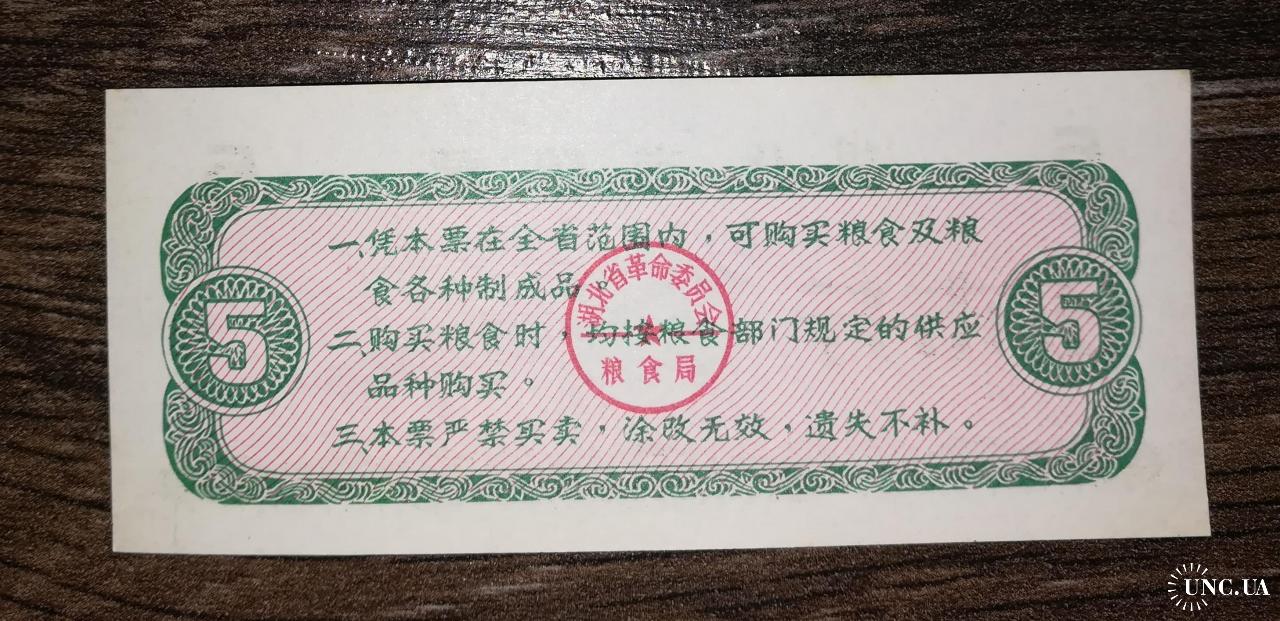 一、凭本票在全省范围内，可购买粮食及粮
食各种制成品。
二、购买粮食时，均按粮食部门规定的供应
品种购买。
三、本票严禁买卖，涂改无效，遗失不补。
5
5
湖北省革命委员会
粮食局
UNC.UA